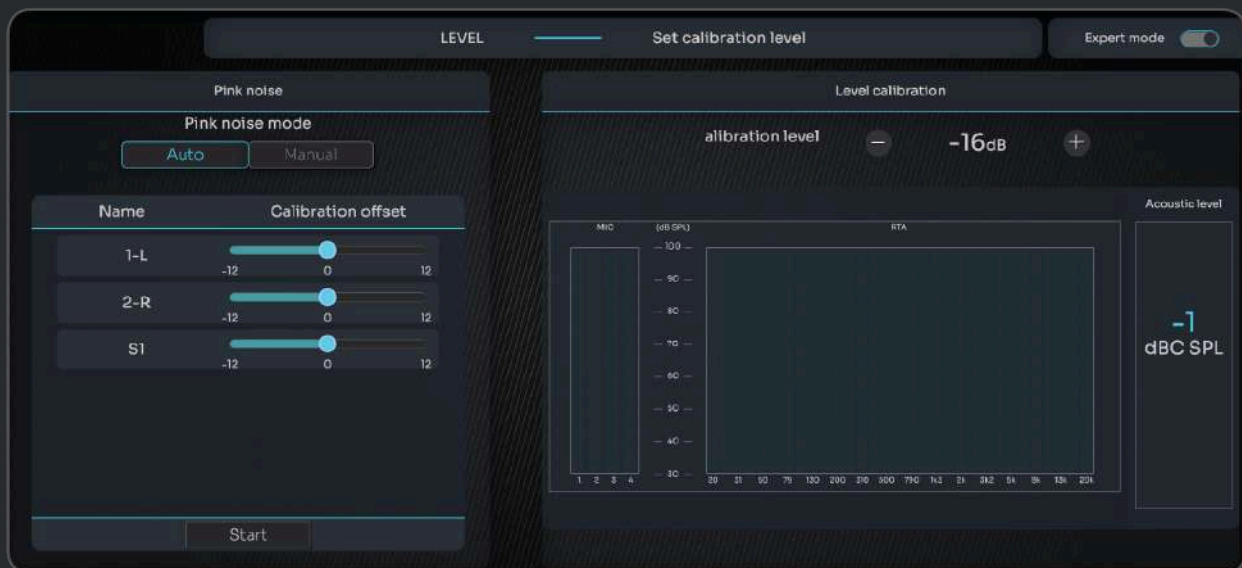 LEVEL Set calibration level
Expert mode
Pink noise
Pink noise mode
Auto Manual
Name Calibration offset
1-L
-12 0 12
2-R
-12 0 12
S1
-12 0 12
Start
Level calibration
alibration level − -16dB +
MIC (dB SPL) RTA
100
90
80
70
60
50
40
30
1 2 3 4
20 31 50 79 130 200 310 500 790 1k3 2k 3k2 5k 8k 13k 20k
Acoustic level
-1
dBC SPL